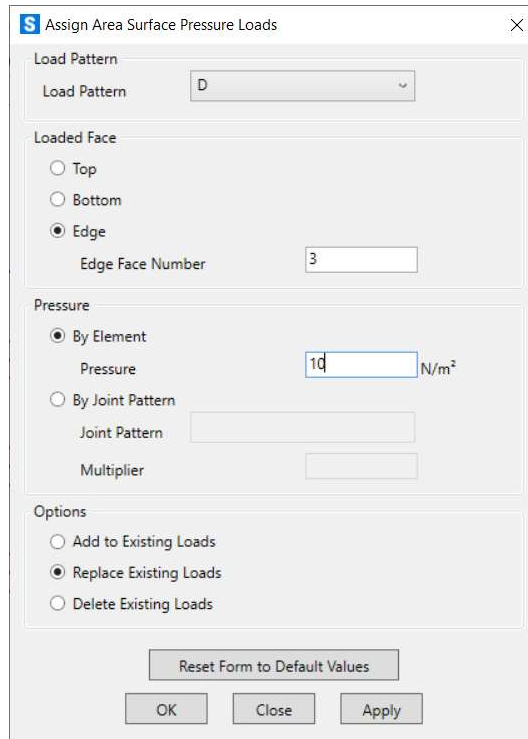 S Assign Area Surface Pressure Loads
Load Pattern
Load Pattern D
Loaded Face
Top
Bottom
Edge
Edge Face Number 3
Pressure
By Element
Pressure 10 N/m²
By Joint Pattern
Joint Pattern
Multiplier
Options
Add to Existing Loads
Replace Existing Loads
Delete Existing Loads
Reset Form to Default Values
OK Close Apply